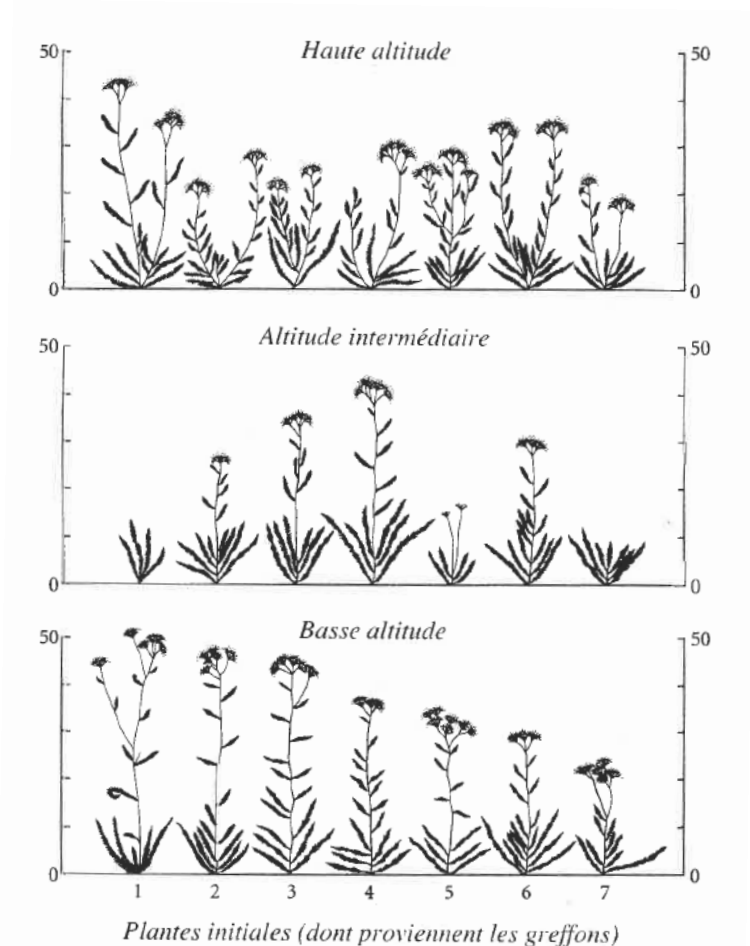 Haute altitude
50 50
0 0
Altitude intermédiaire
50 50
0 0
Basse altitude
50 50
0 0
1 2 3 4 5 6 7
Plantes initiales (dont proviennent les greffons)